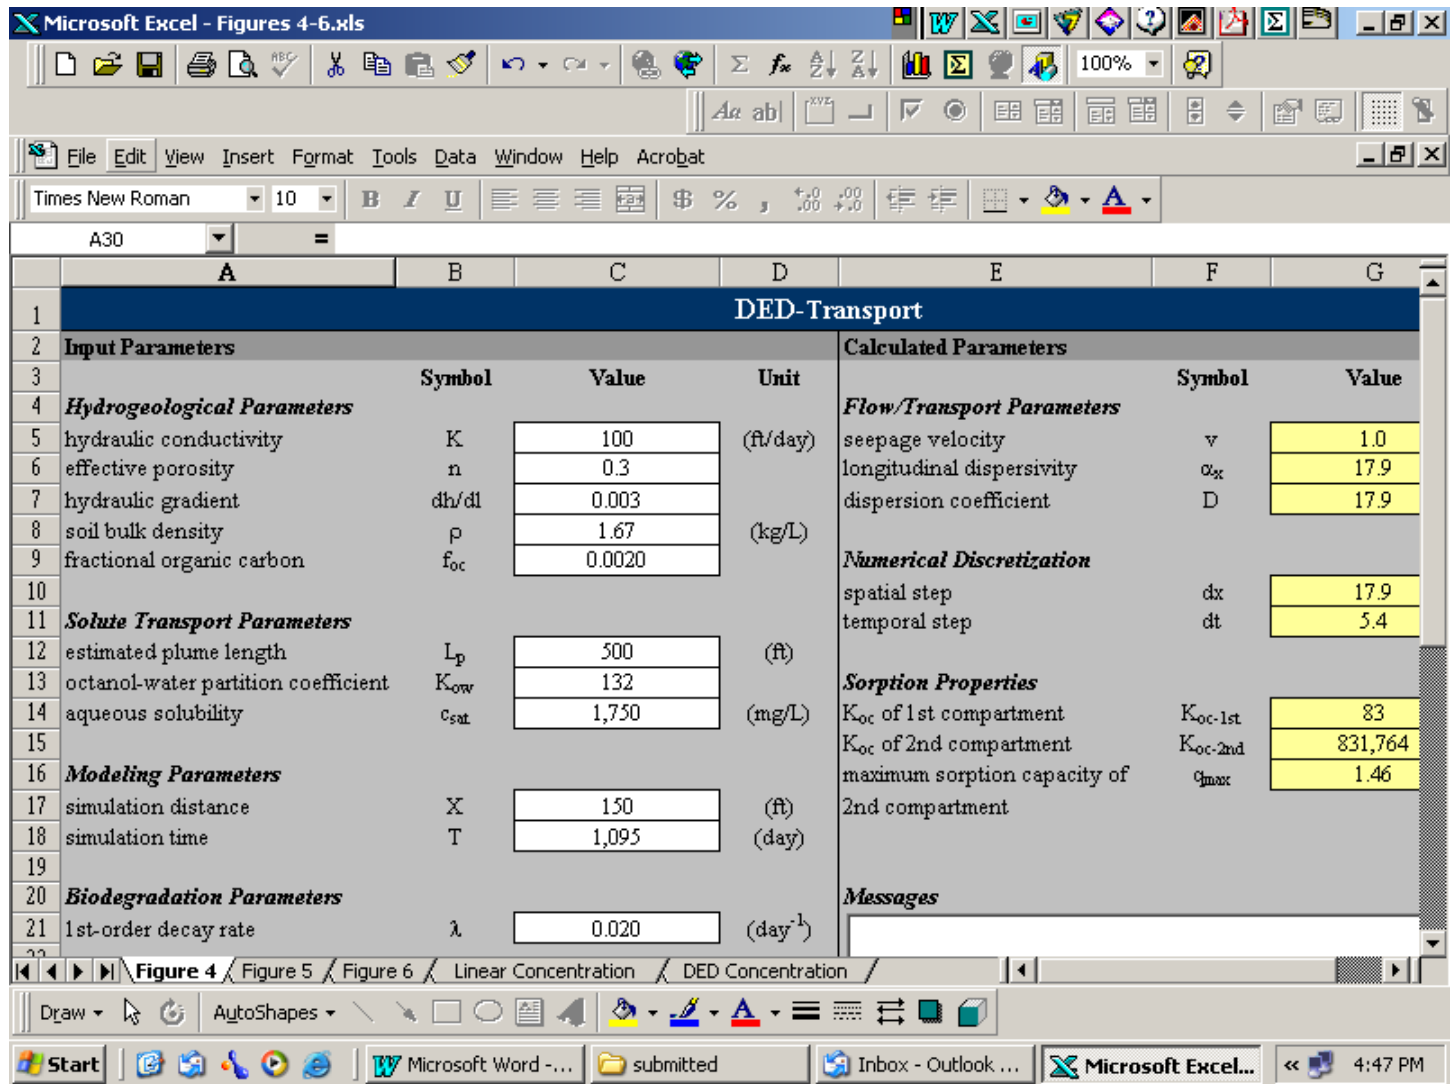 Microsoft Excel - Figures 4-6.xls
100%
Aa ab|
File Edit View Insert Format Tools Data Window Help Acrobat
Times New Roman 10 B I U $ % ,
A30 =
A B C D E F G
1 DED-Transport
2 Input Parameters Calculated Parameters
3 Symbol Value Unit Symbol Value
4 Hydrogeological Parameters Flow/Transport Parameters
5 hydraulic conductivity K 100 (ft/day) seepage velocity v 1.0
6 effective porosity n 0.3 longitudinal dispersivity αx 17.9
7 hydraulic gradient dh/dl 0.003 dispersion coefficient D 17.9
8 soil bulk density ρ 1.67 (kg/L)
9 fractional organic carbon foc 0.0020 Numerical Discretization
10 spatial step dx 17.9
11 Solute Transport Parameters temporal step dt 5.4
12 estimated plume length Lp 500 (ft)
13 octanol-water partition coefficient Kow 132 Sorption Properties
14 aqueous solubility csat 1,750 (mg/L) Koc of 1st compartment Koc-1st 83
15 Koc of 2nd compartment Koc-2nd 831,764
16 Modeling Parameters maximum sorption capacity of qmax 1.46
17 simulation distance X 150 (ft) 2nd compartment
18 simulation time T 1,095 (day)
19
20 Biodegradation Parameters Messages
21 1st-order decay rate λ 0.020 (day-1)
Figure 4 Figure 5 Figure 6 Linear Concentration DED Concentration
Draw AutoShapes A
Start Microsoft Word -... submitted Inbox - Outlook ... Microsoft Excel... « 4:47 PM